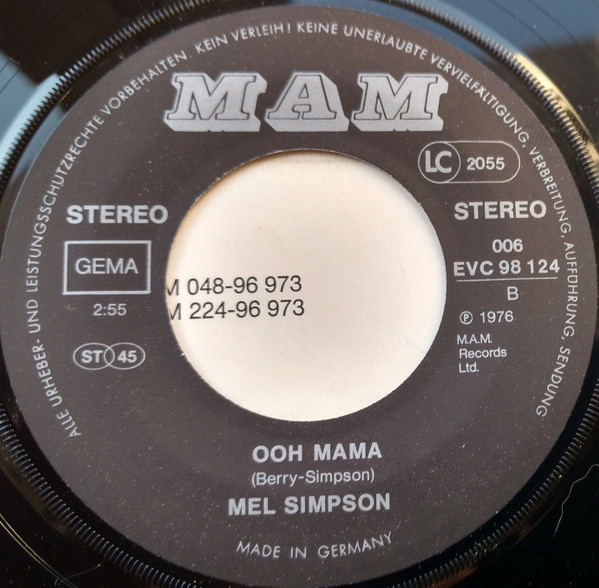 ALLE URHEBER- UND LEISTUNGSSCHUTZRECHTE VORBEHALTEN. KEIN VERLEIH! KEINE UNERLAUBTE VERVIELFÄLTIGUNG, VERBREITUNG, AUFFÜHRUNG, SENDUNG
MAM
LC 2055
STEREO
STEREO
GEMA
2:55
ST 45
006
EVC 98 124
B
℗ 1976
M.A.M.
Records
Ltd.
M 048-96 973
M 224-96 973
OOH MAMA
(Berry-Simpson)
MEL SIMPSON
MADE IN GERMANY